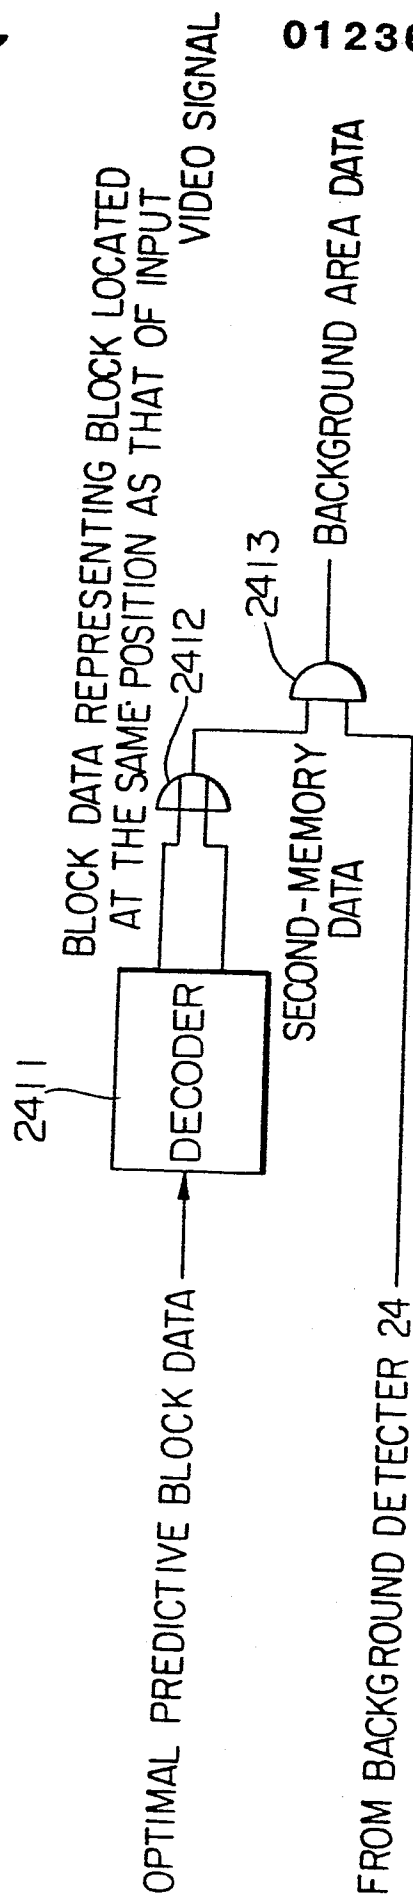 01236
BLOCK DATA REPRESENTING BLOCK LOCATED
AT THE SAME POSITION AS THAT OF INPUT
VIDEO SIGNAL
2411
2412
OPTIMAL PREDICTIVE BLOCK DATA
DECODER
2413
BACKGROUND AREA DATA
SECOND-MEMORY
DATA
FROM BACKGROUND DETECTER 24